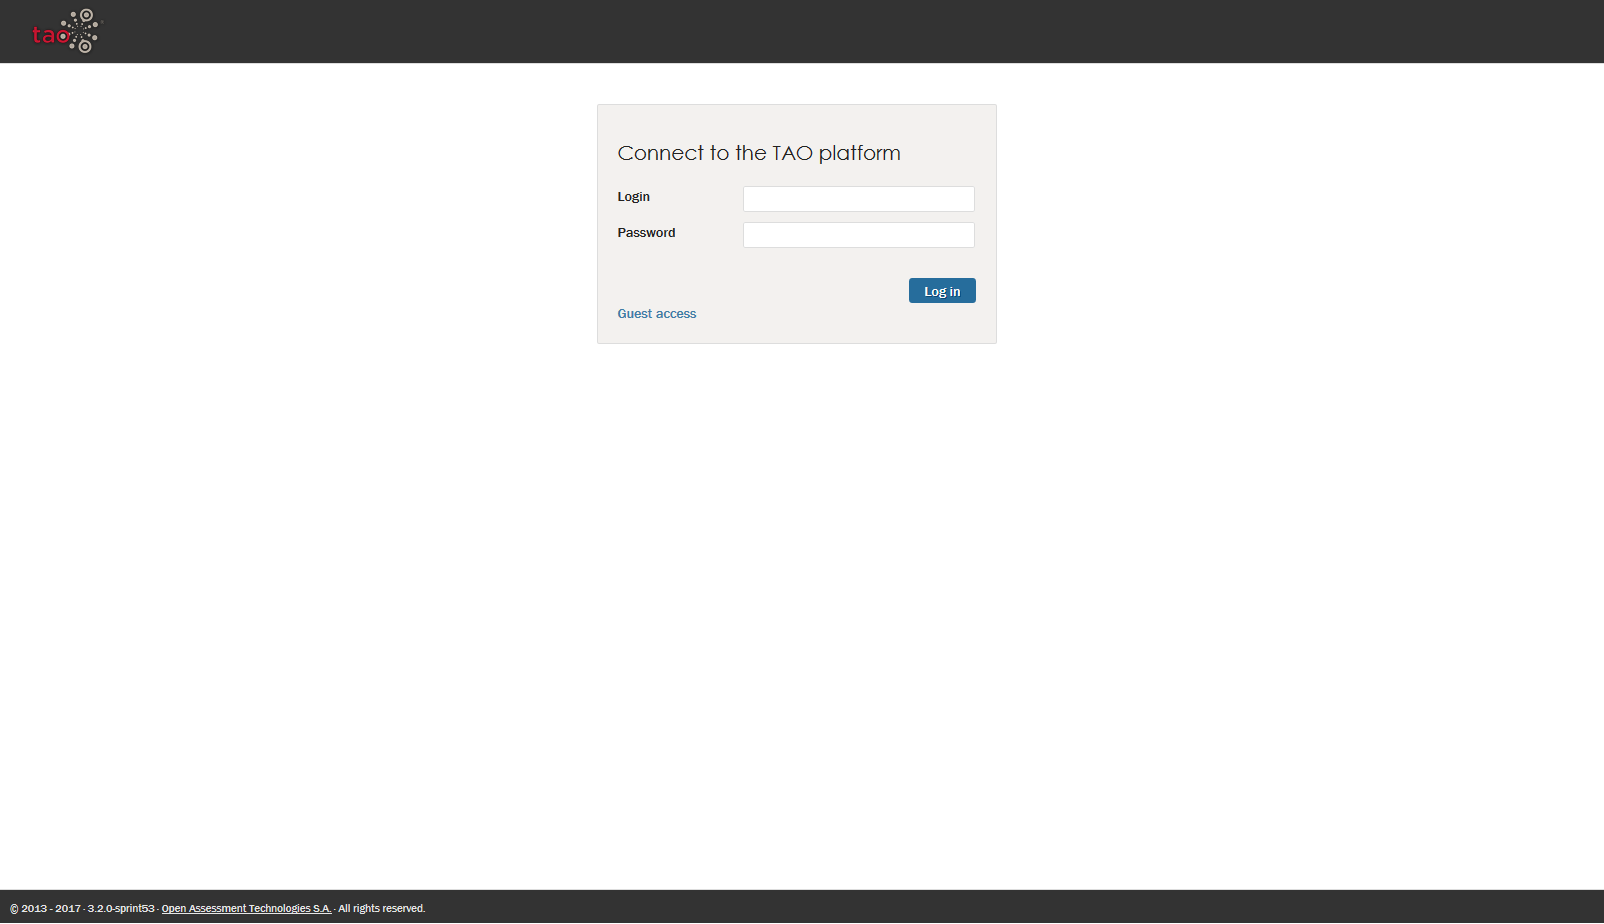 tao
Connect to the TAO platform
Login
Password
Log in
Guest access
© 2013 - 2017 · 3.2.0-sprint53 · Open Assessment Technologies S.A. · All rights reserved.